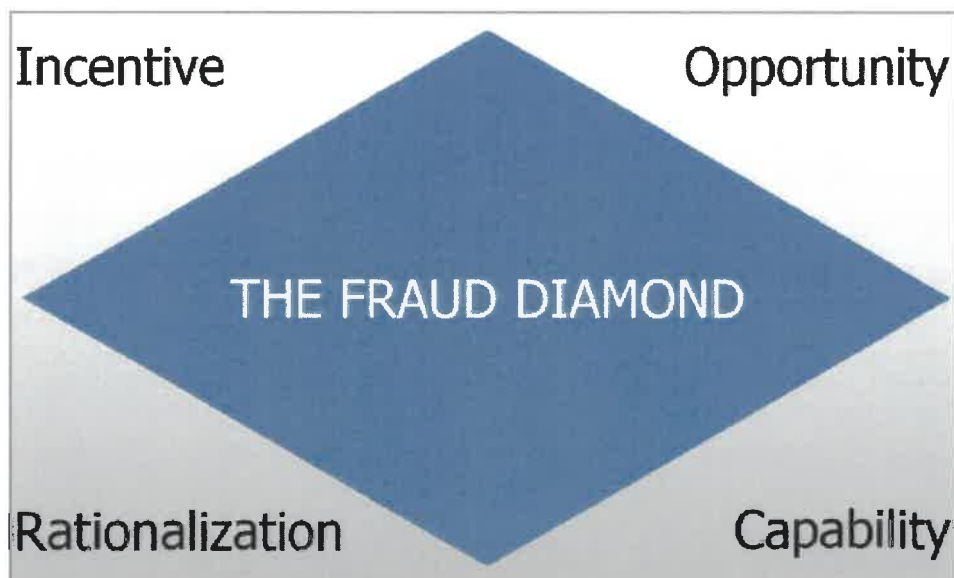 Incentive
Opportunity
THE FRAUD DIAMOND
Rationalization
Capability